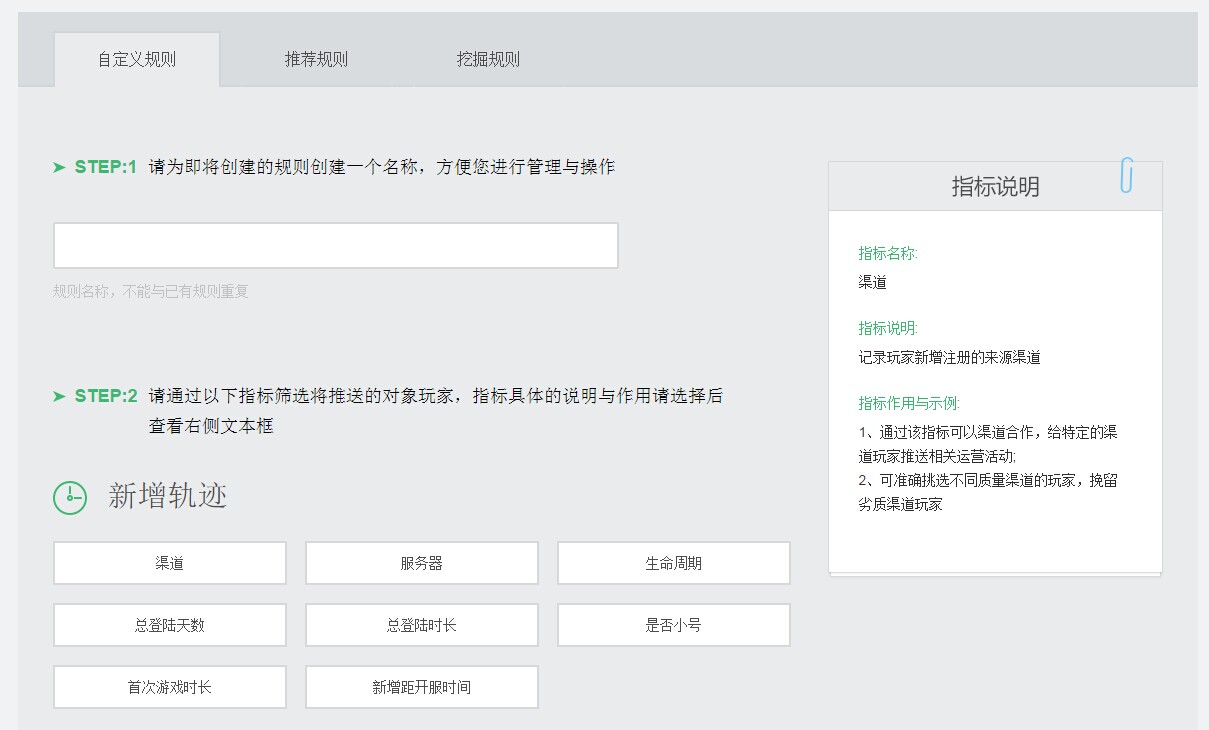 自定义规则
推荐规则
挖掘规则
STEP:1 请为即将创建的规则创建一个名称，方便您进行管理与操作
规则名称，不能与已有规则重复
STEP:2 请通过以下指标筛选将推送的对象玩家，指标具体的说明与作用请选择后
查看右侧文本框
新增轨迹
渠道
服务器
生命周期
总登陆天数
总登陆时长
是否小号
首次游戏时长
新增距开服时间
指标说明
指标名称:
渠道
指标说明:
记录玩家新增注册的来源渠道
指标作用与示例:
1、通过该指标可以渠道合作，给特定的渠
道玩家推送相关运营活动;
2、可准确挑选不同质量渠道的玩家，挽留
劣质渠道玩家